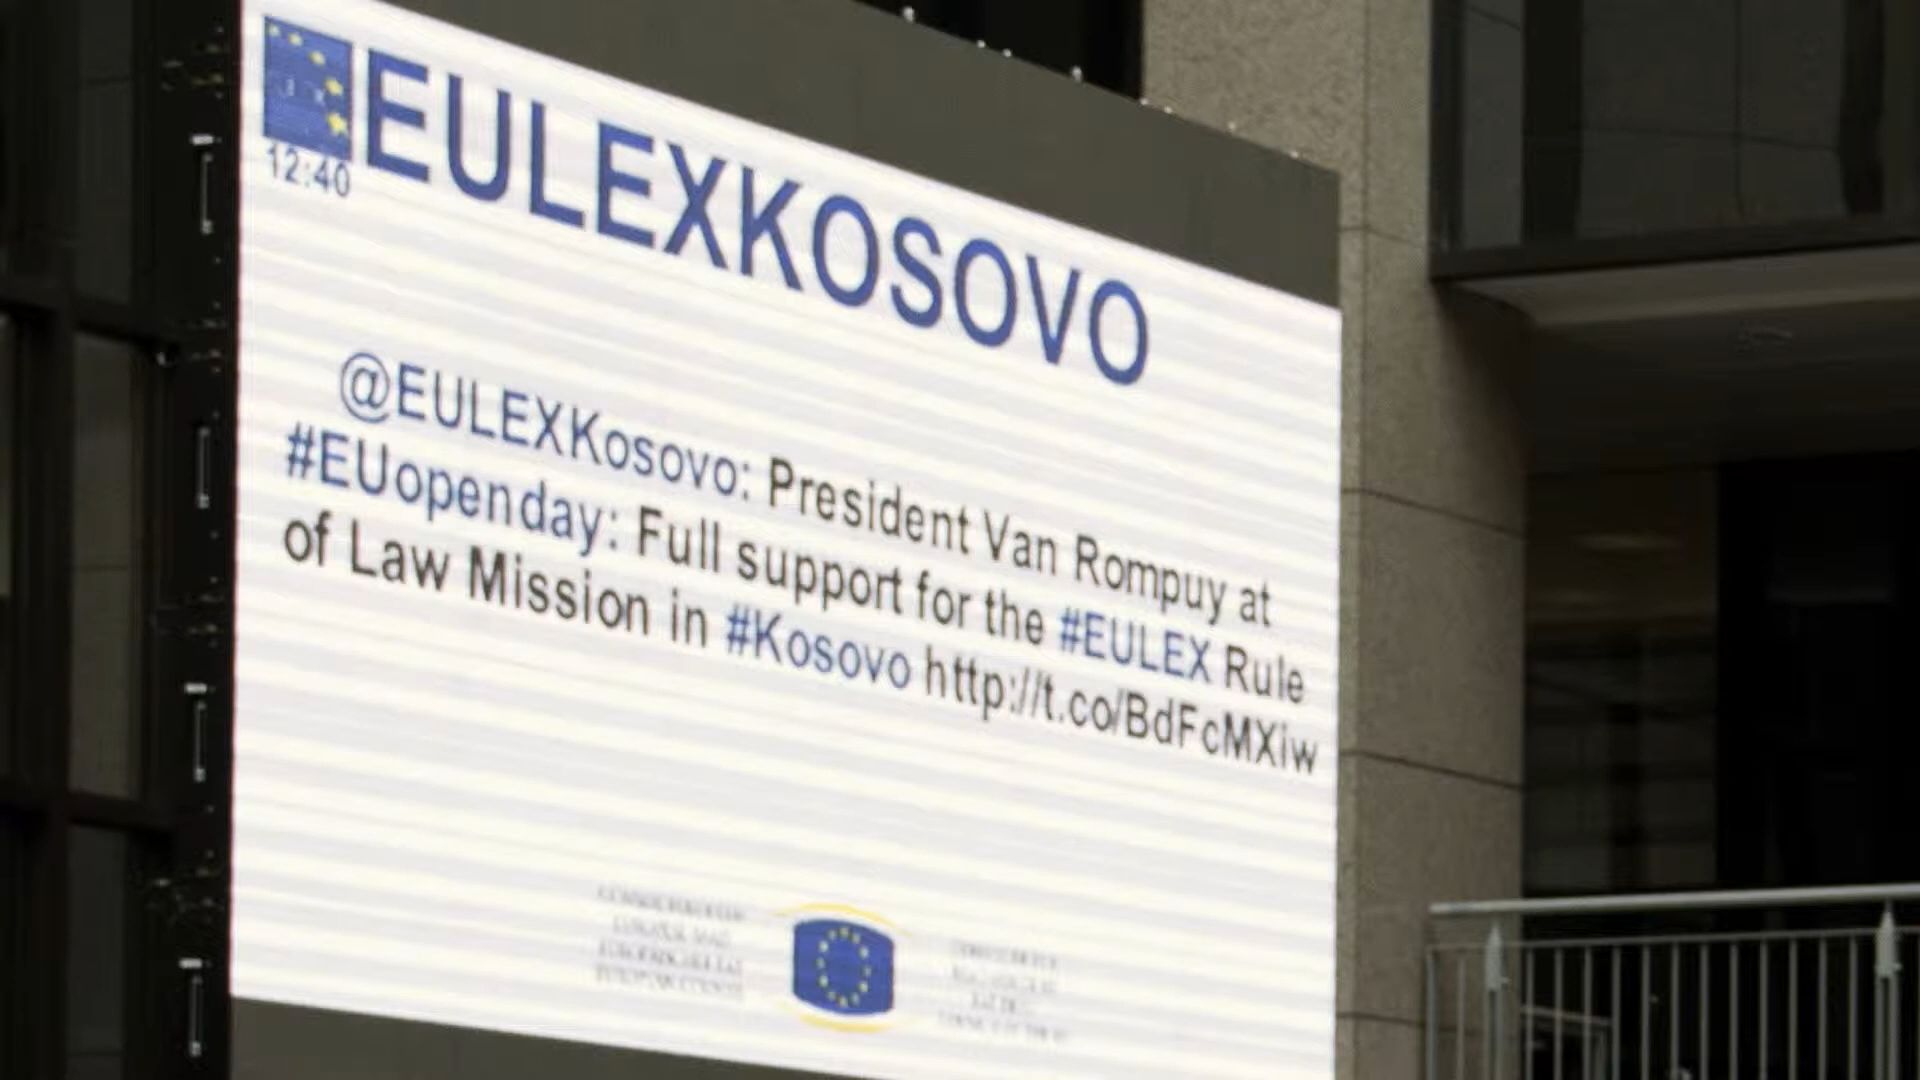 EULEXKOSOVO
12:40
@EULEXKosovo: President Van Rompuy at
#EUopenday: Full support for the #EULEX Rule
of Law Mission in #Kosovo http://t.co/BdFcMXiw